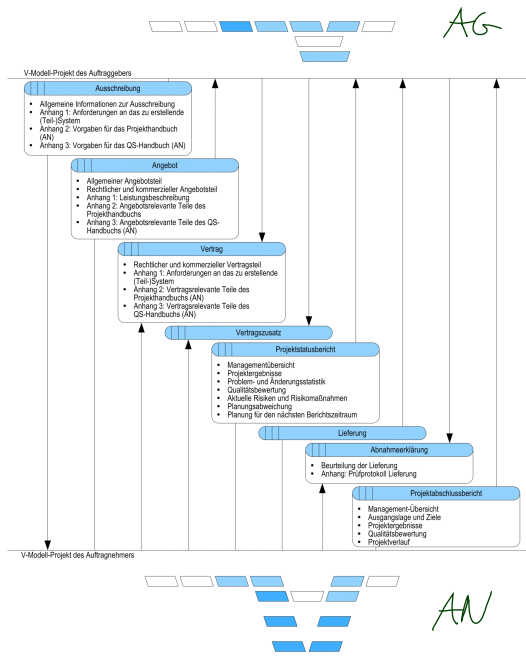 AG
V-Modell-Projekt des Auftraggebers
Ausschreibung
• Allgemeine Informationen zur Ausschreibung
• Anhang 1: Anforderungen an das zu erstellende
(Teil-)System
• Anhang 2: Vorgaben für das Projekthandbuch
(AN)
• Anhang 3: Vorgaben für das QS-Handbuch (AN)
Angebot
• Allgemeiner Angebotsteil
• Rechtlicher und kommerzieller Angebotsteil
• Anhang 1: Leistungsbeschreibung
• Anhang 2: Angebotsrelevante Teile des
Projekthandbuchs
• Anhang 3: Angebotsrelevante Teile des QS-
Handbuchs (AN)
Vertrag
• Rechtlicher und kommerzieller Vertragsteil
• Anhang 1: Anforderungen an das zu erstellende
(Teil-)System
• Anhang 2: Vertragsrelevante Teile des
Projekthandbuchs (AN)
• Anhang 3: Vertragsrelevante Teile des
QS-Handbuchs (AN)
Vertragszusatz
Projektstatusbericht
• Managementübersicht
• Projektergebnisse
• Problem- und Änderungsstatistik
• Qualitätsbewertung
• Aktuelle Risiken und Risikomaßnahmen
• Planungsabweichung
• Planung für den nächsten Berichtszeitraum
Lieferung
Abnahmeerklärung
• Beurteilung der Lieferung
• Anhang: Prüfprotokoll Lieferung
Projektabschlussbericht
• Management-Übersicht
• Ausgangslage und Ziele
• Projektergebnisse
• Qualitätsbewertung
• Projektverlauf
V-Modell-Projekt des Auftragnehmers
AN